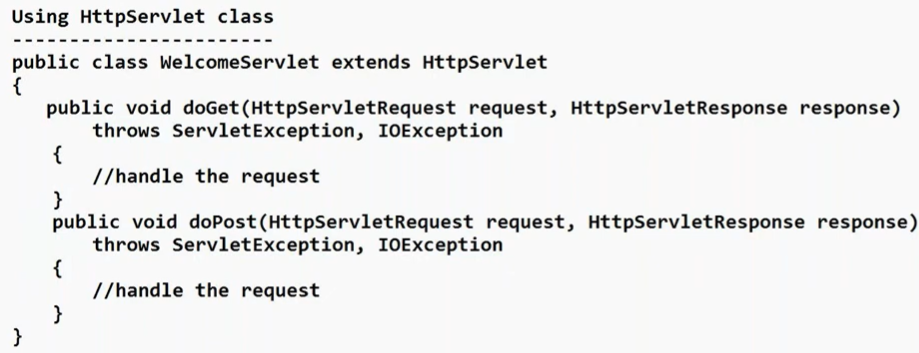 Using HttpServlet class
-----------------------
public class WelcomeServlet extends HttpServlet
{
public void doGet(HttpServletRequest request, HttpServletResponse response)
throws ServletException, IOException
{
//handle the request
}
public void doPost(HttpServletRequest request, HttpServletResponse response)
throws ServletException, IOException
{
//handle the request
}
}